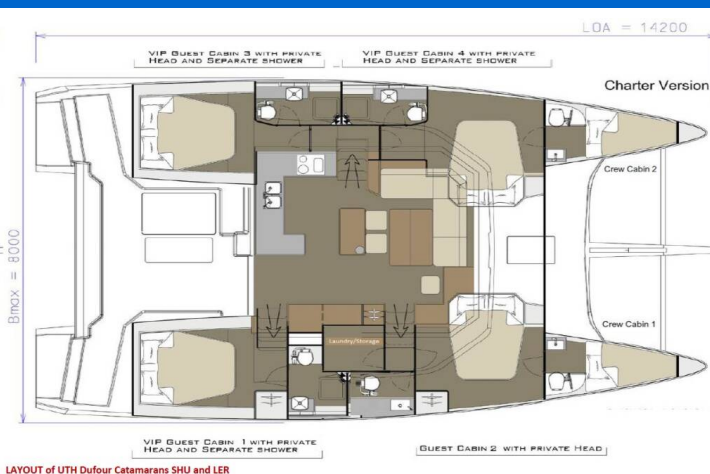 LOA = 14200
VIP GUEST CABIN 3 WITH PRIVATE
HEAD AND SEPARATE SHOWER
VIP GUEST CABIN 4 WITH PRIVATE
HEAD AND SEPARATE SHOWER
Charter Version
Crew Cabin 2
Bmax = 8000
Crew Cabin 1
Laundry/Storage
VIP GUEST CABIN 1 WITH PRIVATE
HEAD AND SEPARATE SHOWER
GUEST CABIN 2 WITH PRIVATE HEAD
LAYOUT of UTH Dufour Catamarans SHU and LER